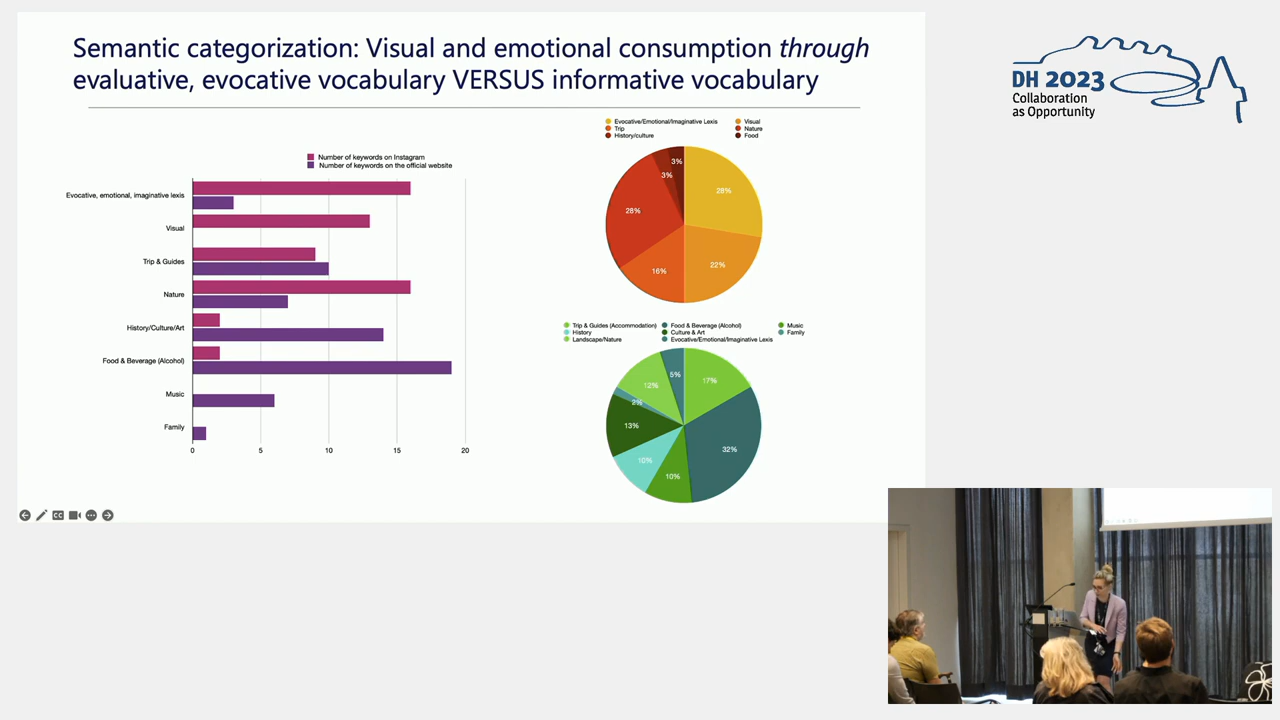 Semantic categorization: Visual and emotional consumption through
evaluative, evocative vocabulary VERSUS informative vocabulary
DH 2023
Collaboration
as Opportunity
Number of keywords on Instagram
Number of keywords on the official website
Evocative, emotional, imaginative lexis
Visual
Trip & Guides
Nature
History/Culture/Art
Food & Beverage (Alcohol)
Music
Family
0 5 10 15 20
Evocative/Emotional/Imaginative Lexis Visual
Trip Nature
History/culture Food
3%
3%
28%
28%
22%
16%
Trip & Guides (Accommodation) Food & Beverage (Alcohol) Music
History Culture & Art Family
Landscape/Nature Evocative/Emotional/Imaginative Lexis
5%
17%
12%
2%
13%
32%
10%
10%
CC